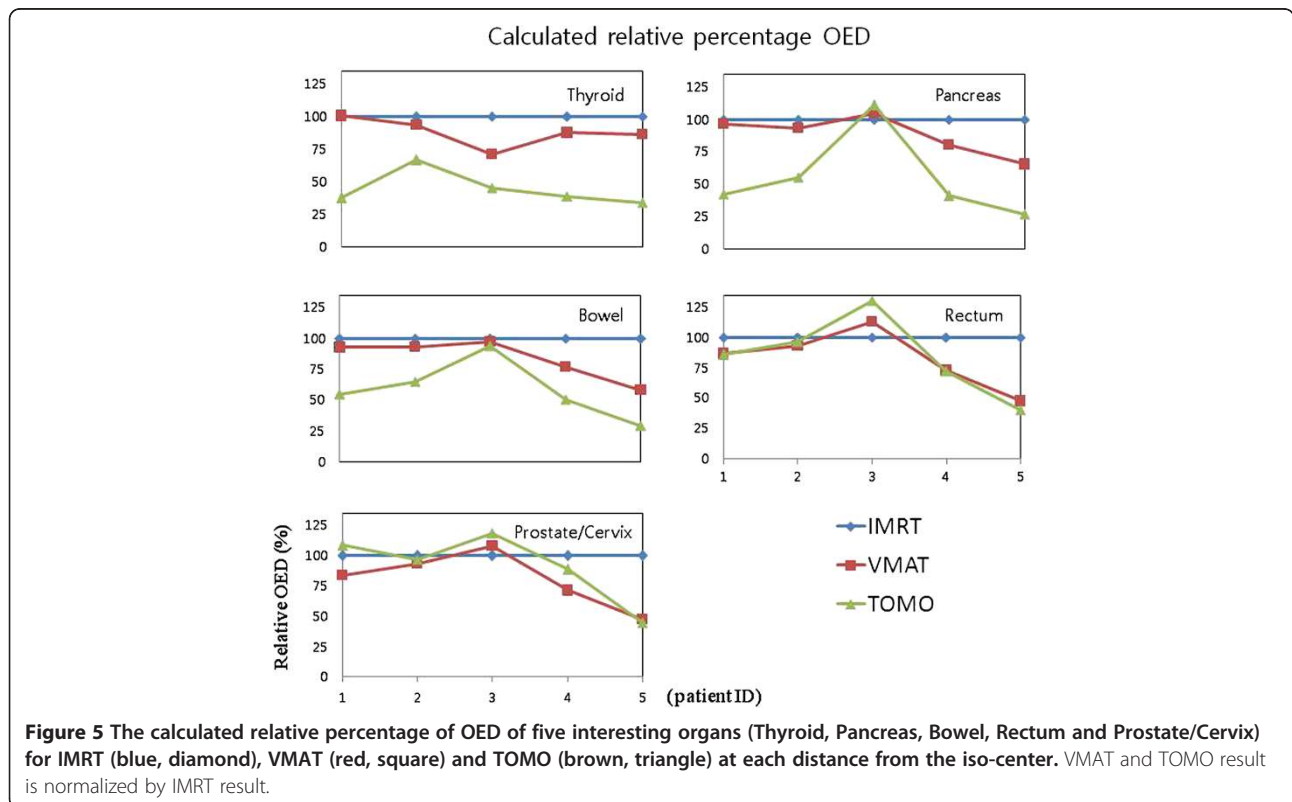 Calculated relative percentage OED
125
100
75
50
25
0
Thyroid
125
100
75
50
25
0
Pancreas
125
100
75
50
25
0
Bowel
125
100
75
50
25
0
Rectum
1 2 3 4 5
Relative OED (%)
125
100
75
50
25
0
Prostate/Cervix
1 2 3 4 5 (patient ID)
IMRT
VMAT
TOMO
Figure 5 The calculated relative percentage of OED of five interesting organs (Thyroid, Pancreas, Bowel, Rectum and Prostate/Cervix)
for IMRT (blue, diamond), VMAT (red, square) and TOMO (brown, triangle) at each distance from the iso-center. VMAT and TOMO result
is normalized by IMRT result.